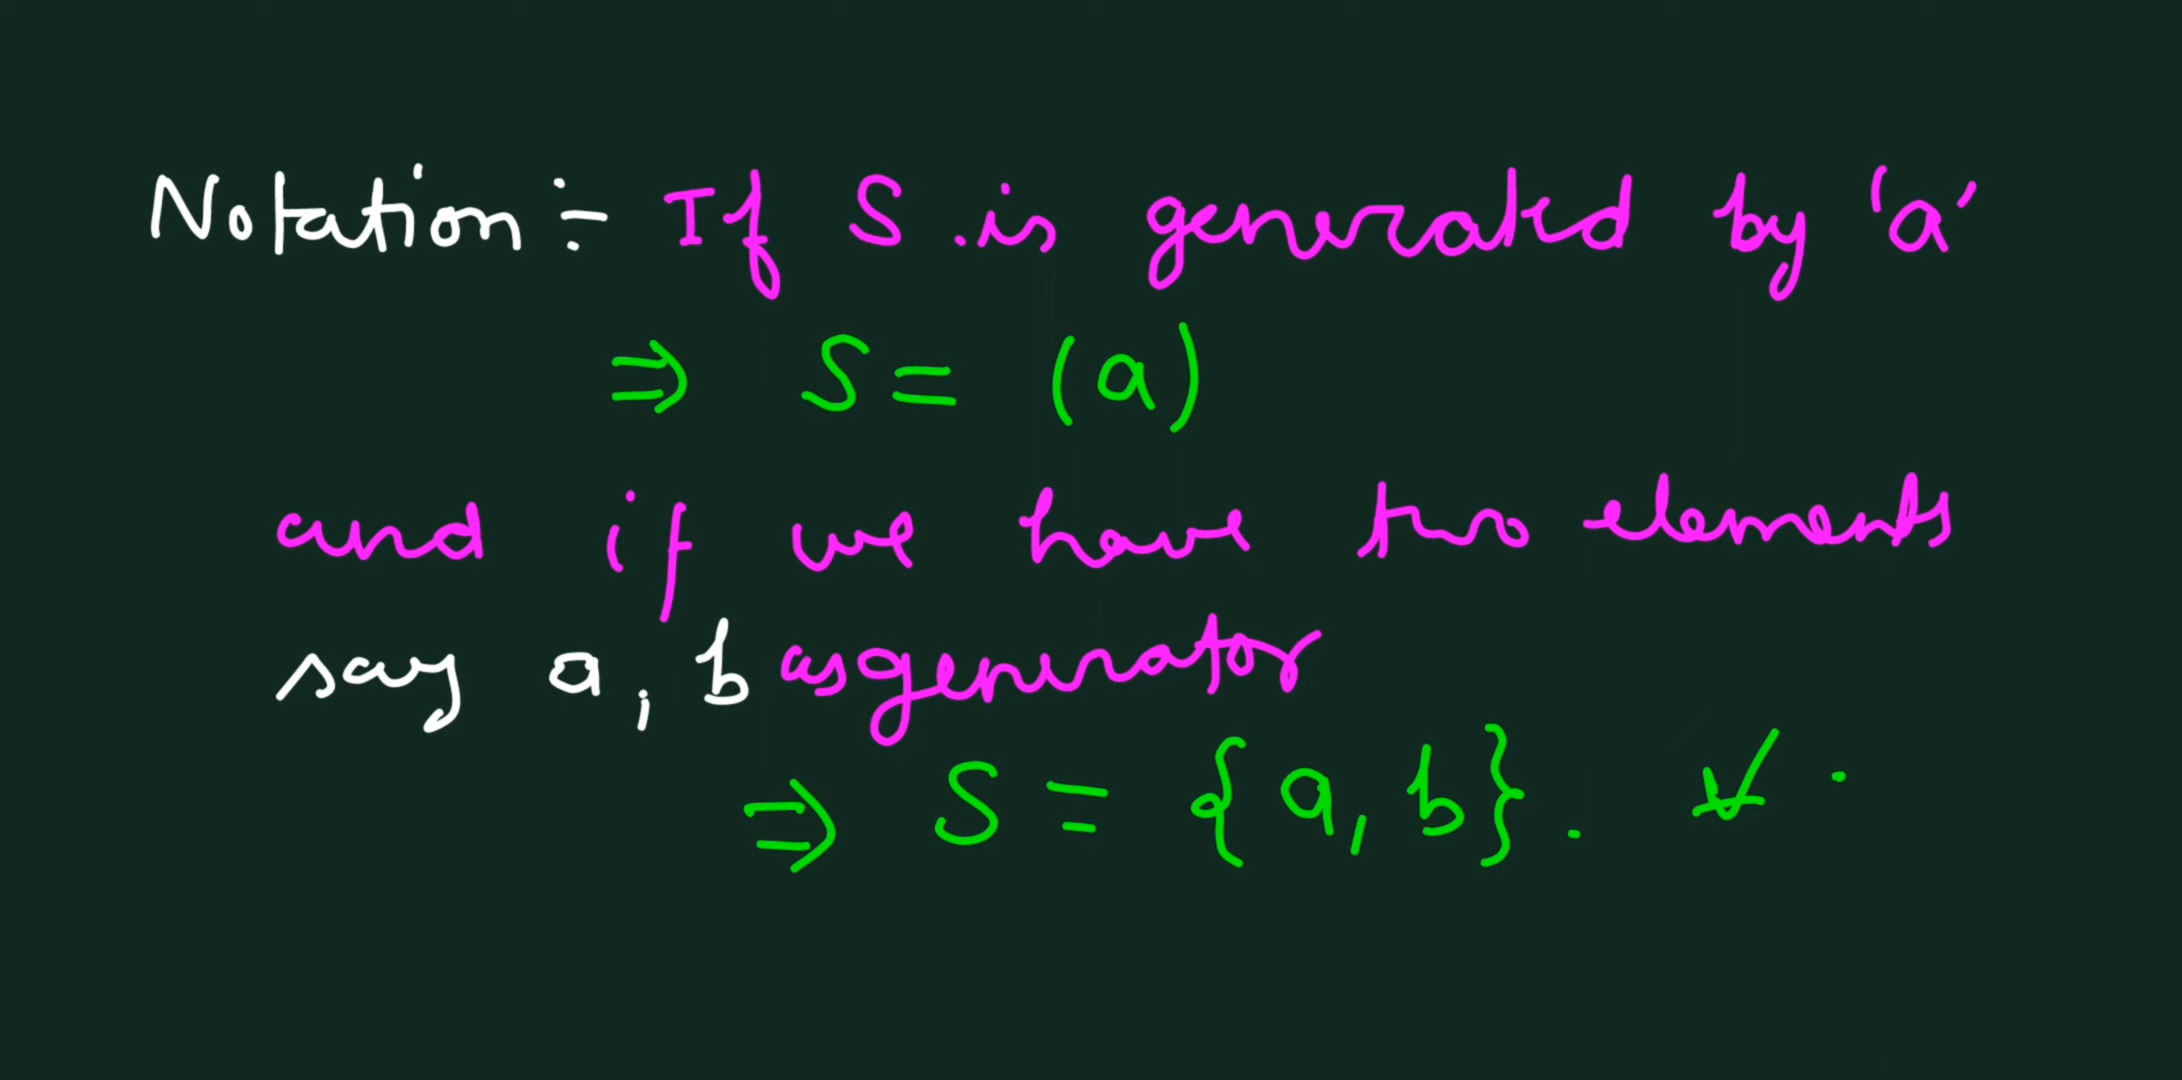 Notation :- If S is generated by 'a'
⇒ S = (a)
and if we have two elements
say a, b as generator
⇒ S = {a, b}.